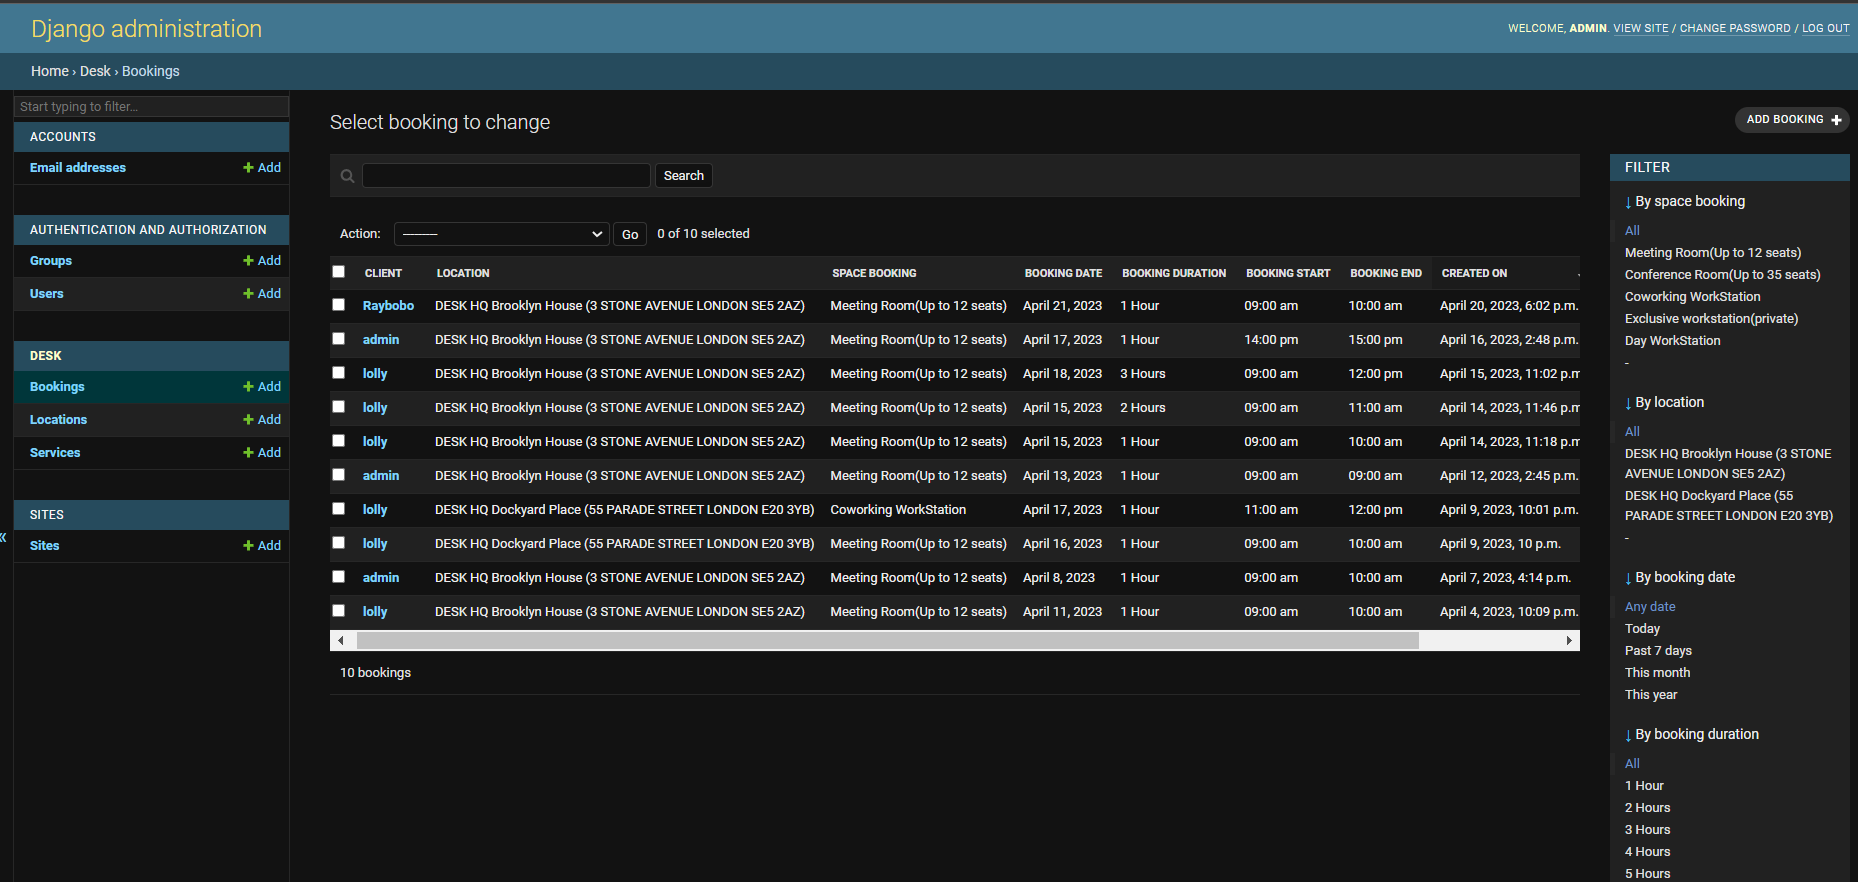 Django administration
WELCOME, ADMIN. VIEW SITE / CHANGE PASSWORD / LOG OUT
Home › Desk › Bookings
Start typing to filter...
ACCOUNTS
Email addresses + Add
AUTHENTICATION AND AUTHORIZATION
Groups + Add
Users + Add
DESK
Bookings + Add
Locations + Add
Services + Add
SITES
Sites + Add
«
Select booking to change
ADD BOOKING +
Search
Action: --------- Go 0 of 10 selected
CLIENT LOCATION SPACE BOOKING BOOKING DATE BOOKING DURATION BOOKING START BOOKING END CREATED ON
Raybobo DESK HQ Brooklyn House (3 STONE AVENUE LONDON SE5 2AZ) Meeting Room(Up to 12 seats) April 21, 2023 1 Hour 09:00 am 10:00 am April 20, 2023, 6:02 p.m.
admin DESK HQ Brooklyn House (3 STONE AVENUE LONDON SE5 2AZ) Meeting Room(Up to 12 seats) April 17, 2023 1 Hour 14:00 pm 15:00 pm April 16, 2023, 2:48 p.m.
lolly DESK HQ Brooklyn House (3 STONE AVENUE LONDON SE5 2AZ) Meeting Room(Up to 12 seats) April 18, 2023 3 Hours 09:00 am 12:00 pm April 15, 2023, 11:02 p.m
lolly DESK HQ Brooklyn House (3 STONE AVENUE LONDON SE5 2AZ) Meeting Room(Up to 12 seats) April 15, 2023 2 Hours 09:00 am 11:00 am April 14, 2023, 11:46 p.m
lolly DESK HQ Brooklyn House (3 STONE AVENUE LONDON SE5 2AZ) Meeting Room(Up to 12 seats) April 15, 2023 1 Hour 09:00 am 10:00 am April 14, 2023, 11:18 p.m
admin DESK HQ Brooklyn House (3 STONE AVENUE LONDON SE5 2AZ) Meeting Room(Up to 12 seats) April 13, 2023 1 Hour 09:00 am 09:00 am April 12, 2023, 2:45 p.m.
lolly DESK HQ Dockyard Place (55 PARADE STREET LONDON E20 3YB) Coworking WorkStation April 17, 2023 1 Hour 11:00 am 12:00 pm April 9, 2023, 10:01 p.m.
lolly DESK HQ Dockyard Place (55 PARADE STREET LONDON E20 3YB) Meeting Room(Up to 12 seats) April 16, 2023 1 Hour 09:00 am 10:00 am April 9, 2023, 10 p.m.
admin DESK HQ Brooklyn House (3 STONE AVENUE LONDON SE5 2AZ) Meeting Room(Up to 12 seats) April 8, 2023 1 Hour 09:00 am 10:00 am April 7, 2023, 4:14 p.m.
lolly DESK HQ Brooklyn House (3 STONE AVENUE LONDON SE5 2AZ) Meeting Room(Up to 12 seats) April 11, 2023 1 Hour 09:00 am 10:00 am April 4, 2023, 10:09 p.m.
10 bookings
FILTER
↓ By space booking
All
Meeting Room(Up to 12 seats)
Conference Room(Up to 35 seats)
Coworking WorkStation
Exclusive workstation(private)
Day WorkStation
-
↓ By location
All
DESK HQ Brooklyn House (3 STONE
AVENUE LONDON SE5 2AZ)
DESK HQ Dockyard Place (55
PARADE STREET LONDON E20 3YB)
-
↓ By booking date
Any date
Today
Past 7 days
This month
This year
↓ By booking duration
All
1 Hour
2 Hours
3 Hours
4 Hours
5 Hours